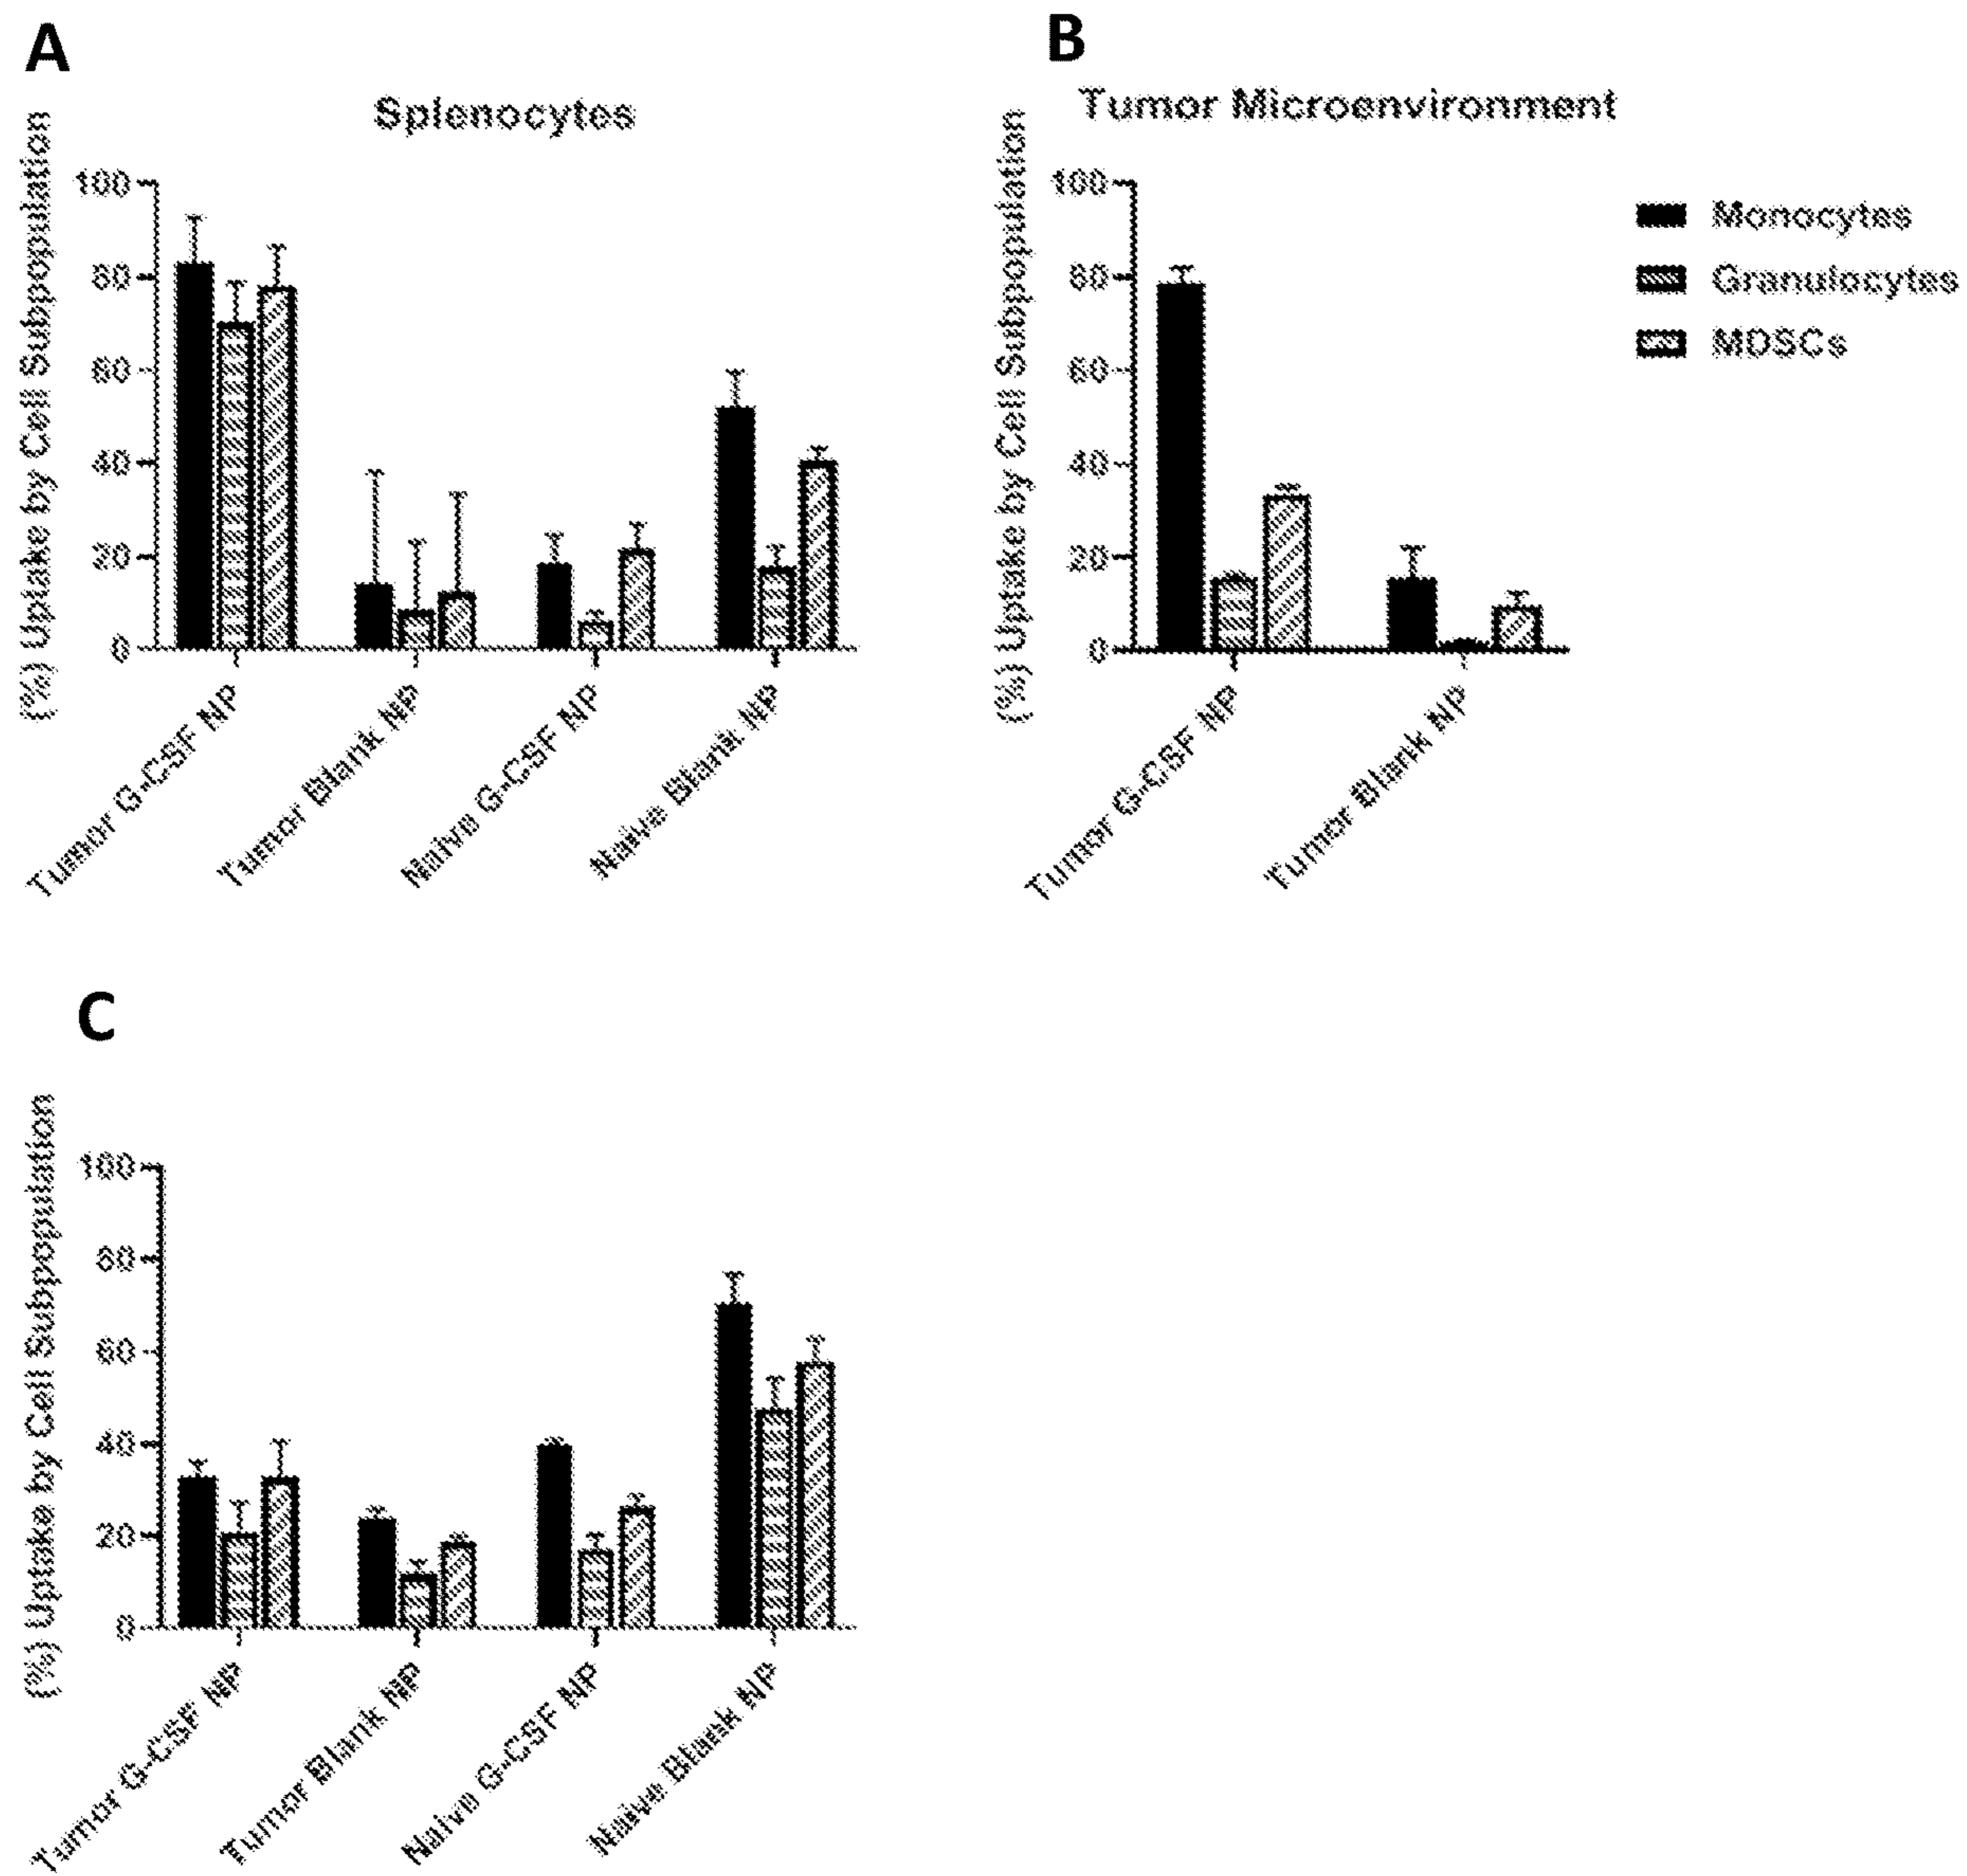 A
Splenocytes
(%) Uptake by Cell Subpopulation
100
80
60
40
20
0
Tumor G-CSF NP
Tumor Blank NP
Naive G-CSF NP
Naive Blank NP
B
Tumor Microenvironment
(%) Uptake by Cell Subpopulation
100
80
60
40
20
0
Tumor G-CSF NP
Tumor Blank NP
Monocytes
Granulocytes
MDSCs
C
(%) Uptake by Cell Subpopulation
100
80
60
40
20
0
Tumor G-CSF NP
Tumor Blank NP
Naive G-CSF NP
Naive Blank NP